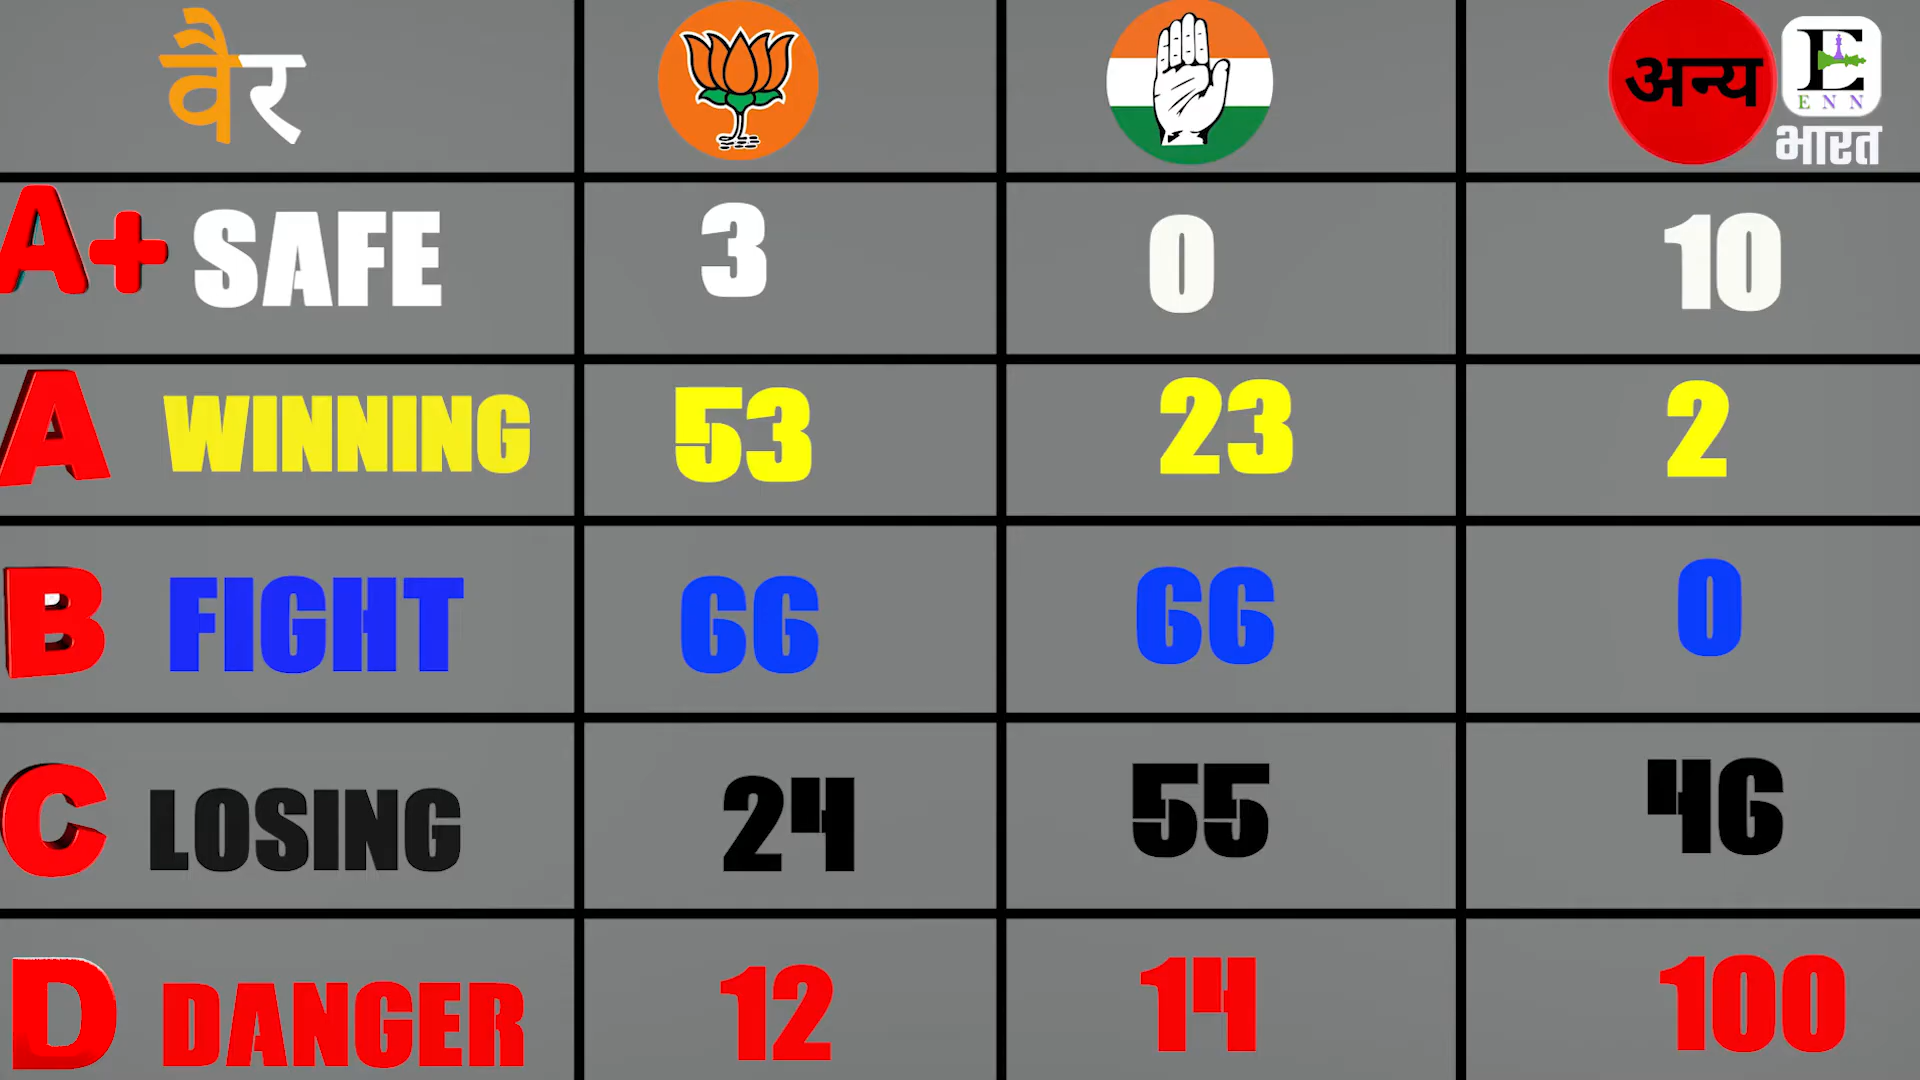 वैर अन्य E
ENN
भारत
A+ SAFE 3 0 10
A WINNING 53 23 2
B FIGHT 66 66 0
C LOSING 24 55 46
D DANGER 12 14 100